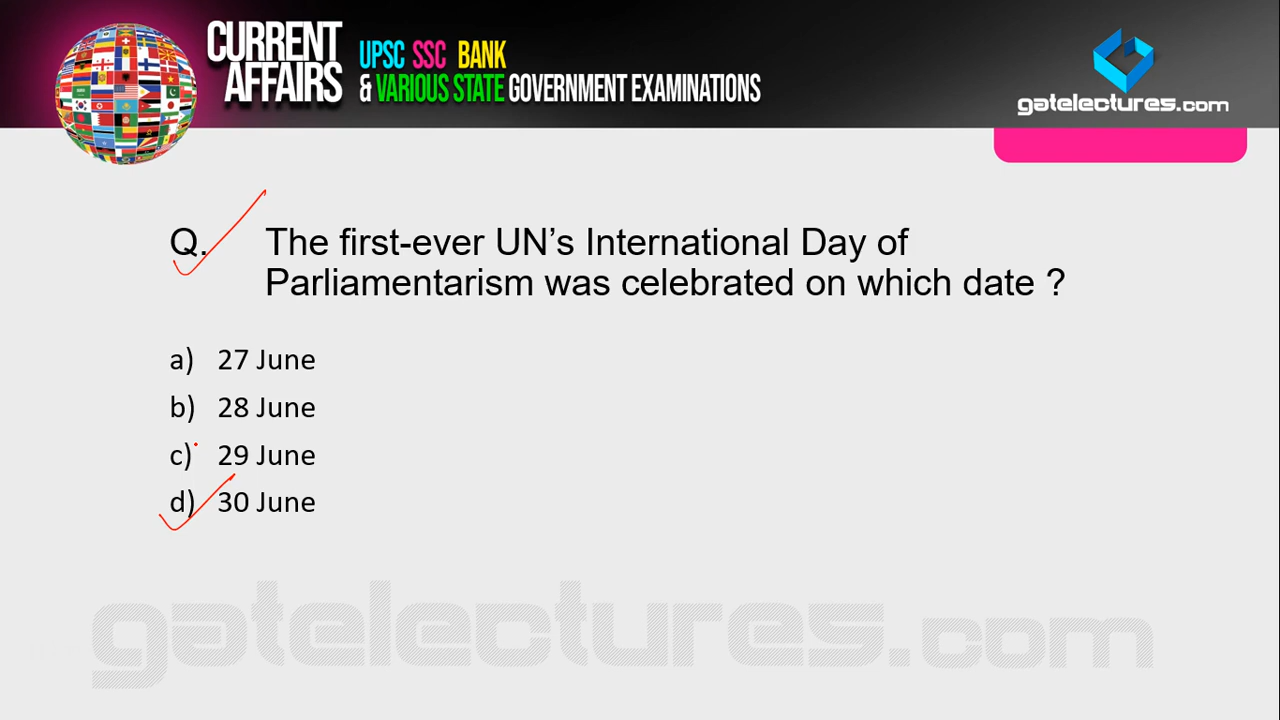 CURRENT
AFFAIRS
UPSC SSC BANK
& VARIOUS STATE GOVERNMENT EXAMINATIONS
gatelectures.com
Q. The first-ever UN’s International Day of
Parliamentarism was celebrated on which date ?
a) 27 June
b) 28 June
c) 29 June
d) 30 June
gatelectures.com